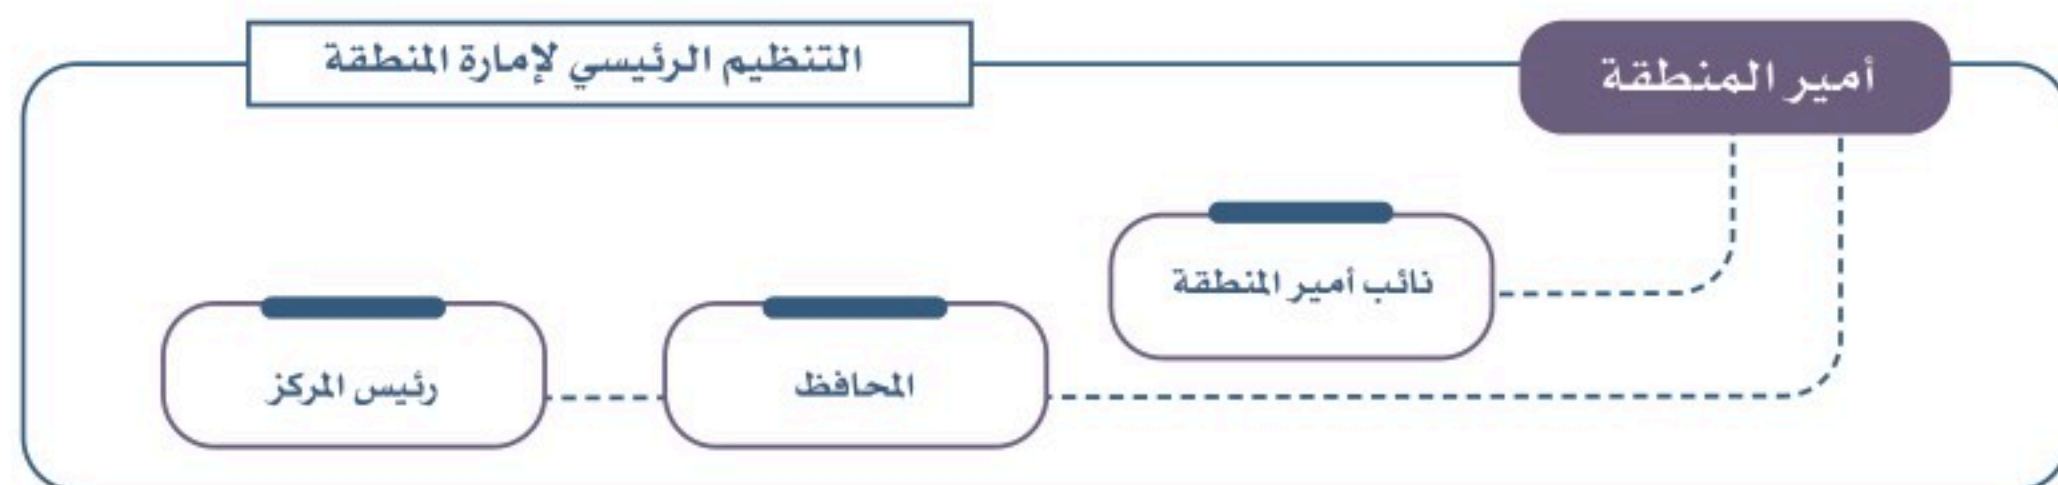 أمير المنطقة
التنظيم الرئيسي لإمارة المنطقة
نائب أمير المنطقة
المحافظ
رئيس المركز